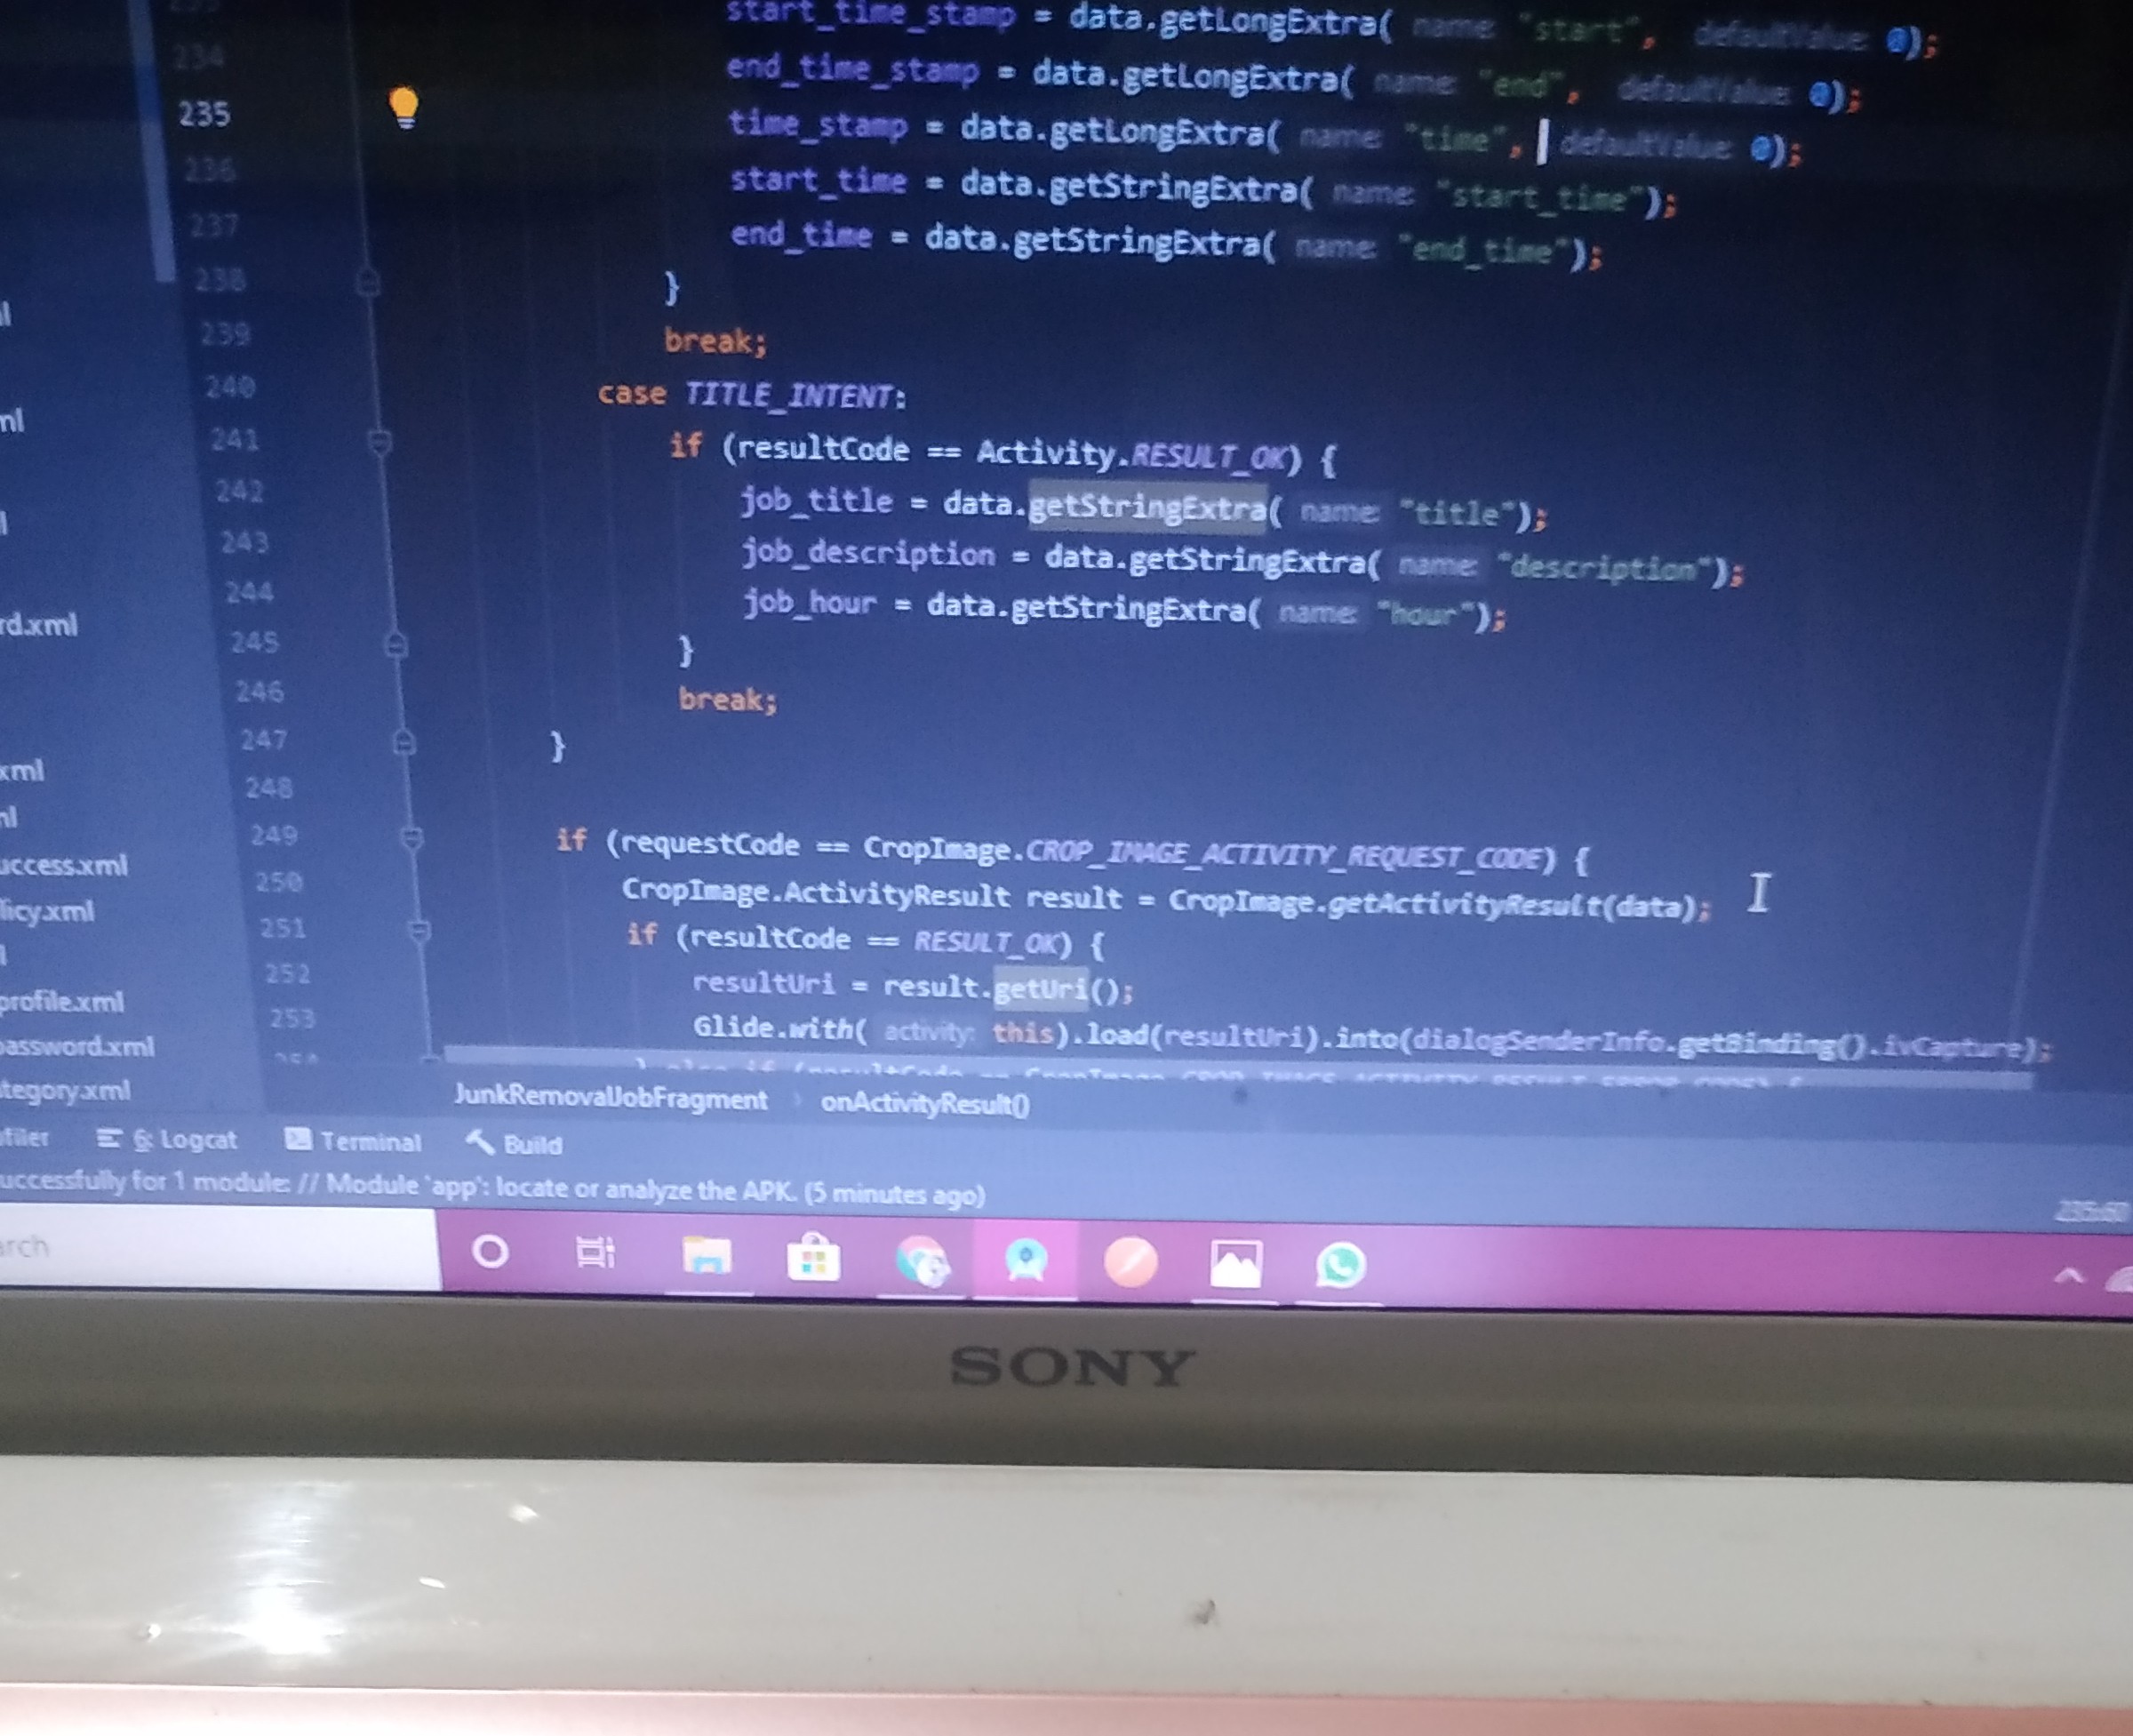 start_time_stamp = data.getLongExtra( name: "start", defaultValue: 0);
234 end_time_stamp = data.getLongExtra( name: "end", defaultValue: 0);
235 time_stamp = data.getLongExtra( name: "time", defaultValue: 0);
236 start_time = data.getStringExtra( name: "start_time");
237 end_time = data.getStringExtra( name: "end_time");
238 }
239 break;
240 case TITLE_INTENT:
241 if (resultCode == Activity.RESULT_OK) {
242 job_title = data.getStringExtra( name: "title");
243 job_description = data.getStringExtra( name: "description");
244 job_hour = data.getStringExtra( name: "hour");
245 }
246 break;
247 }
248
249 if (requestCode == CropImage.CROP_IMAGE_ACTIVITY_REQUEST_CODE) {
250 CropImage.ActivityResult result = CropImage.getActivityResult(data);
251 if (resultCode == RESULT_OK) {
252 resultUri = result.getUri();
253 Glide.with( activity: this).load(resultUri).into(dialogSenderInfo.getBinding().ivCapture);
l
ml
l
rd.xml
xml
ml
uccess.xml
licy.xml
l
profile.xml
password.xml
tegory.xml
JunkRemovalJobFragment onActivityResult()
filer 6: Logcat Terminal Build
uccessfully for 1 module: // Module 'app': locate or analyze the APK. (5 minutes ago)
arch
SONY